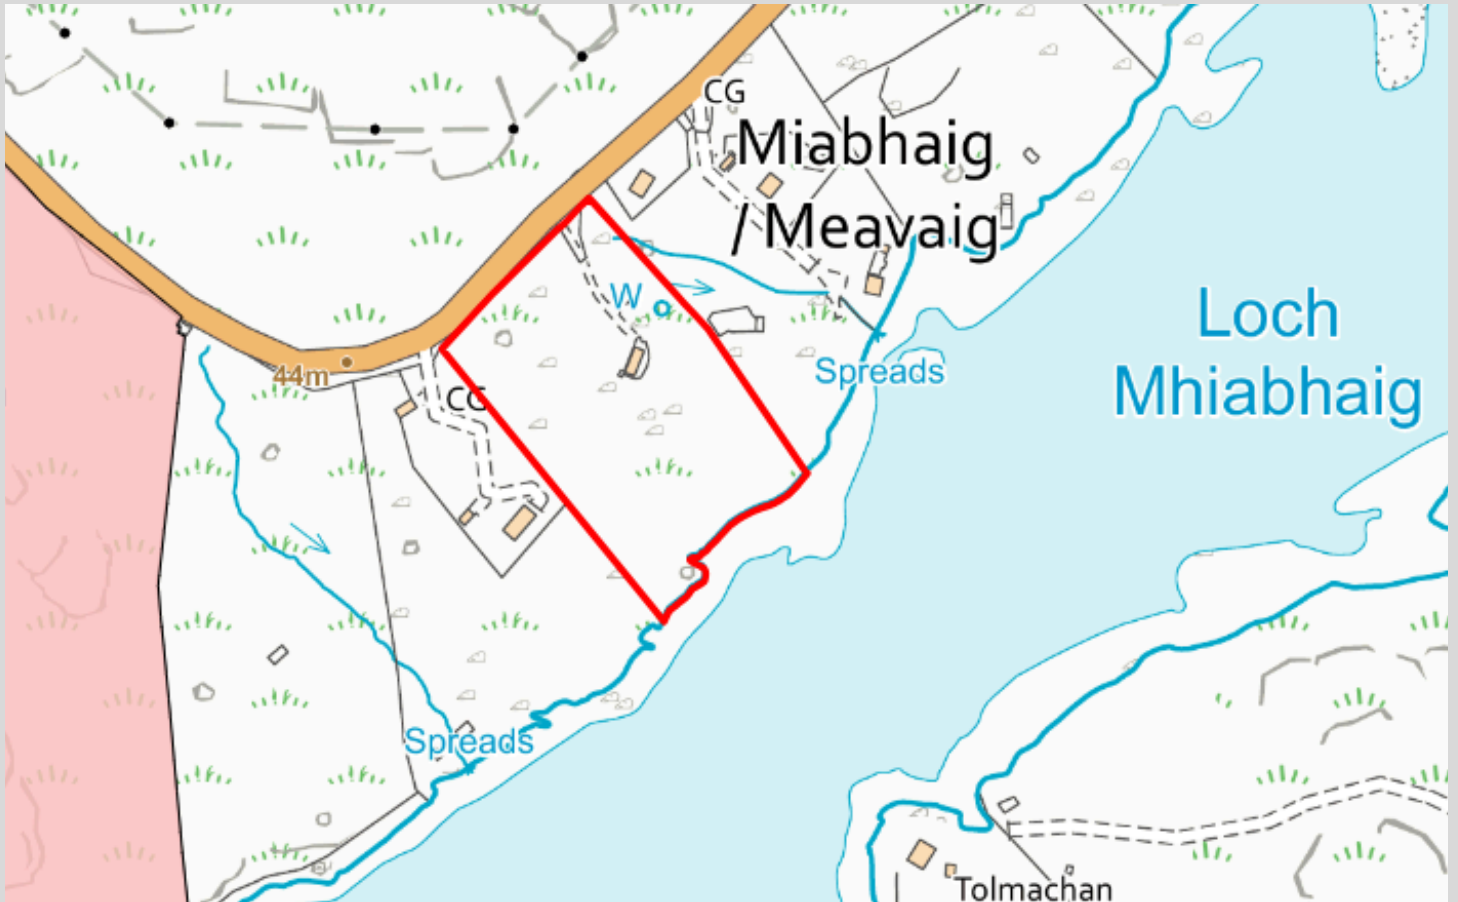 CG
Miabhaig
/ Meavaig
W
Loch
Mhiabhaig
Spreads
44m
CG
Spreads
Tolmachan